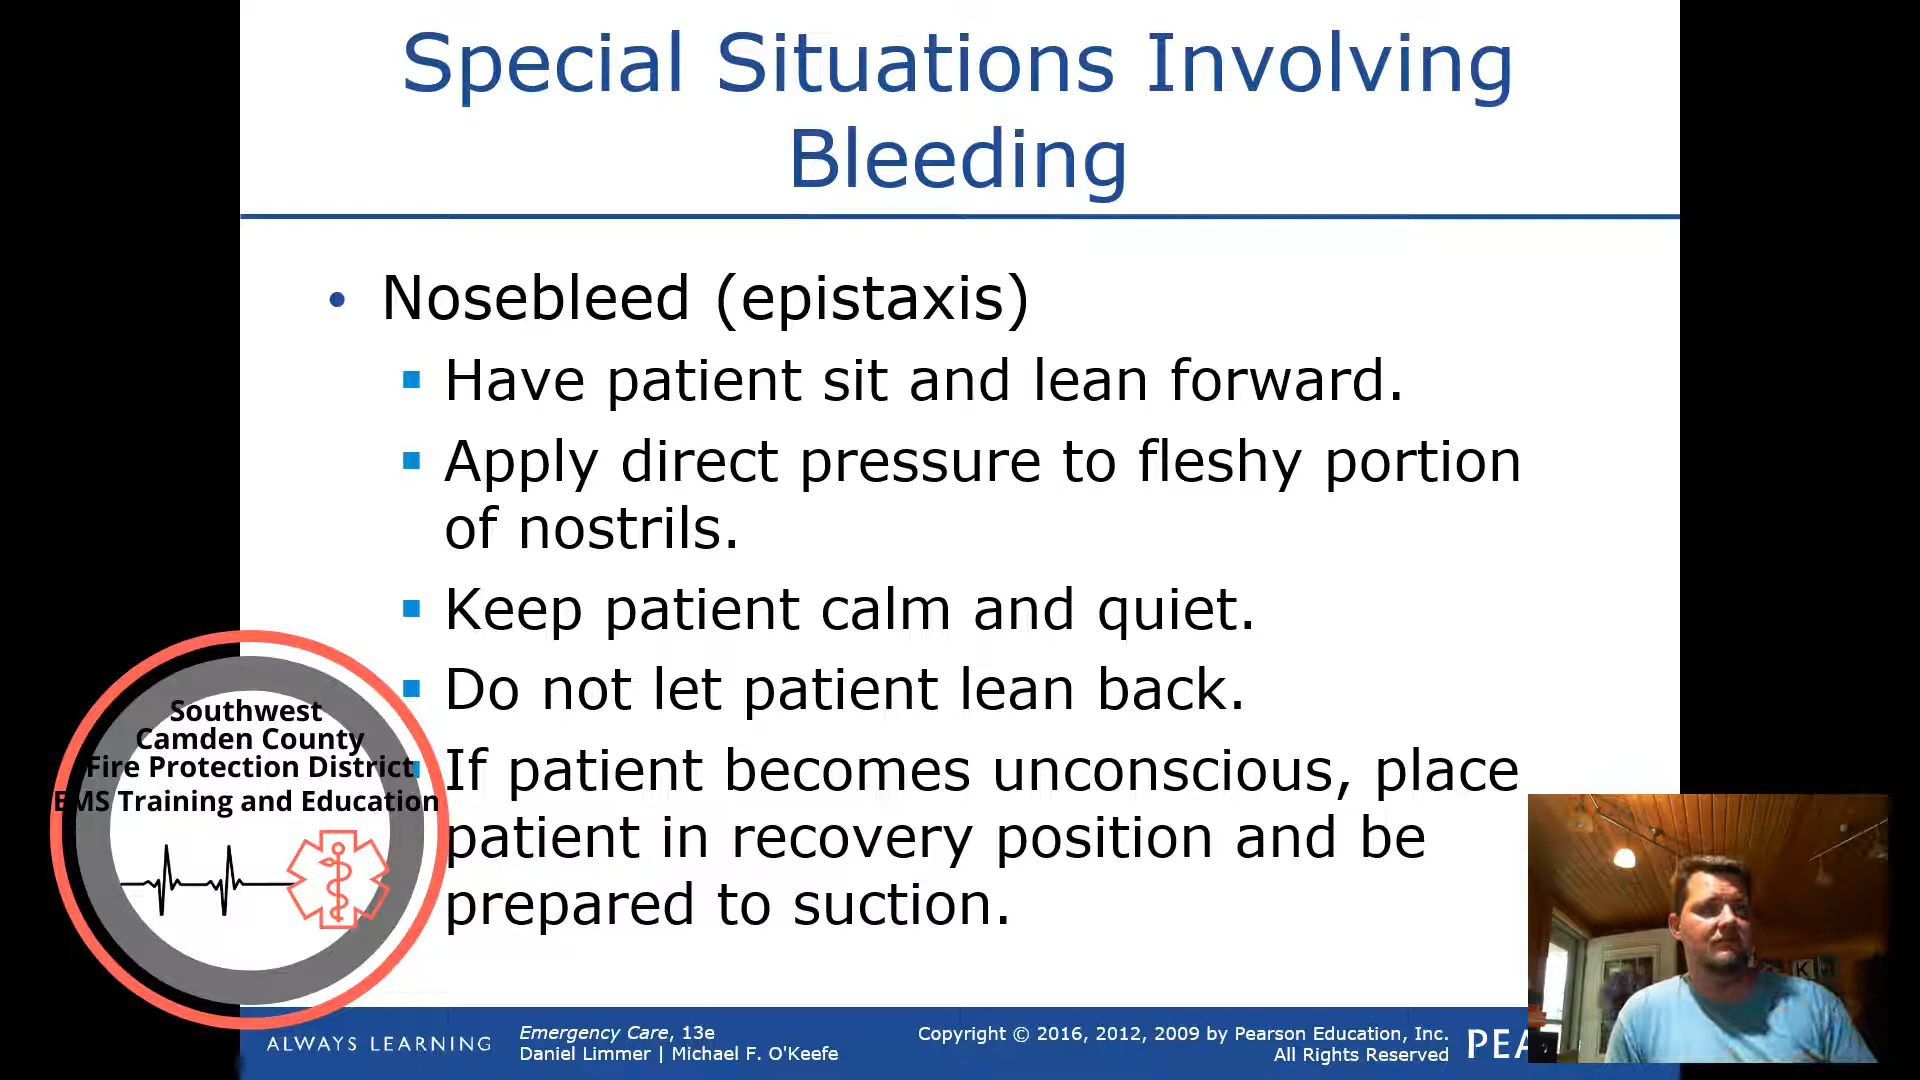 Special Situations Involving
Bleeding
• Nosebleed (epistaxis)
▪ Have patient sit and lean forward.
▪ Apply direct pressure to fleshy portion
of nostrils.
▪ Keep patient calm and quiet.
▪ Do not let patient lean back.
If patient becomes unconscious, place
patient in recovery position and be
prepared to suction.
Southwest
Camden County
Fire Protection District
EMS Training and Education
ALWAYS LEARNING
Emergency Care, 13e
Daniel Limmer | Michael F. O'Keefe
Copyright © 2016, 2012, 2009 by Pearson Education, Inc.
All Rights Reserved
PEA
K